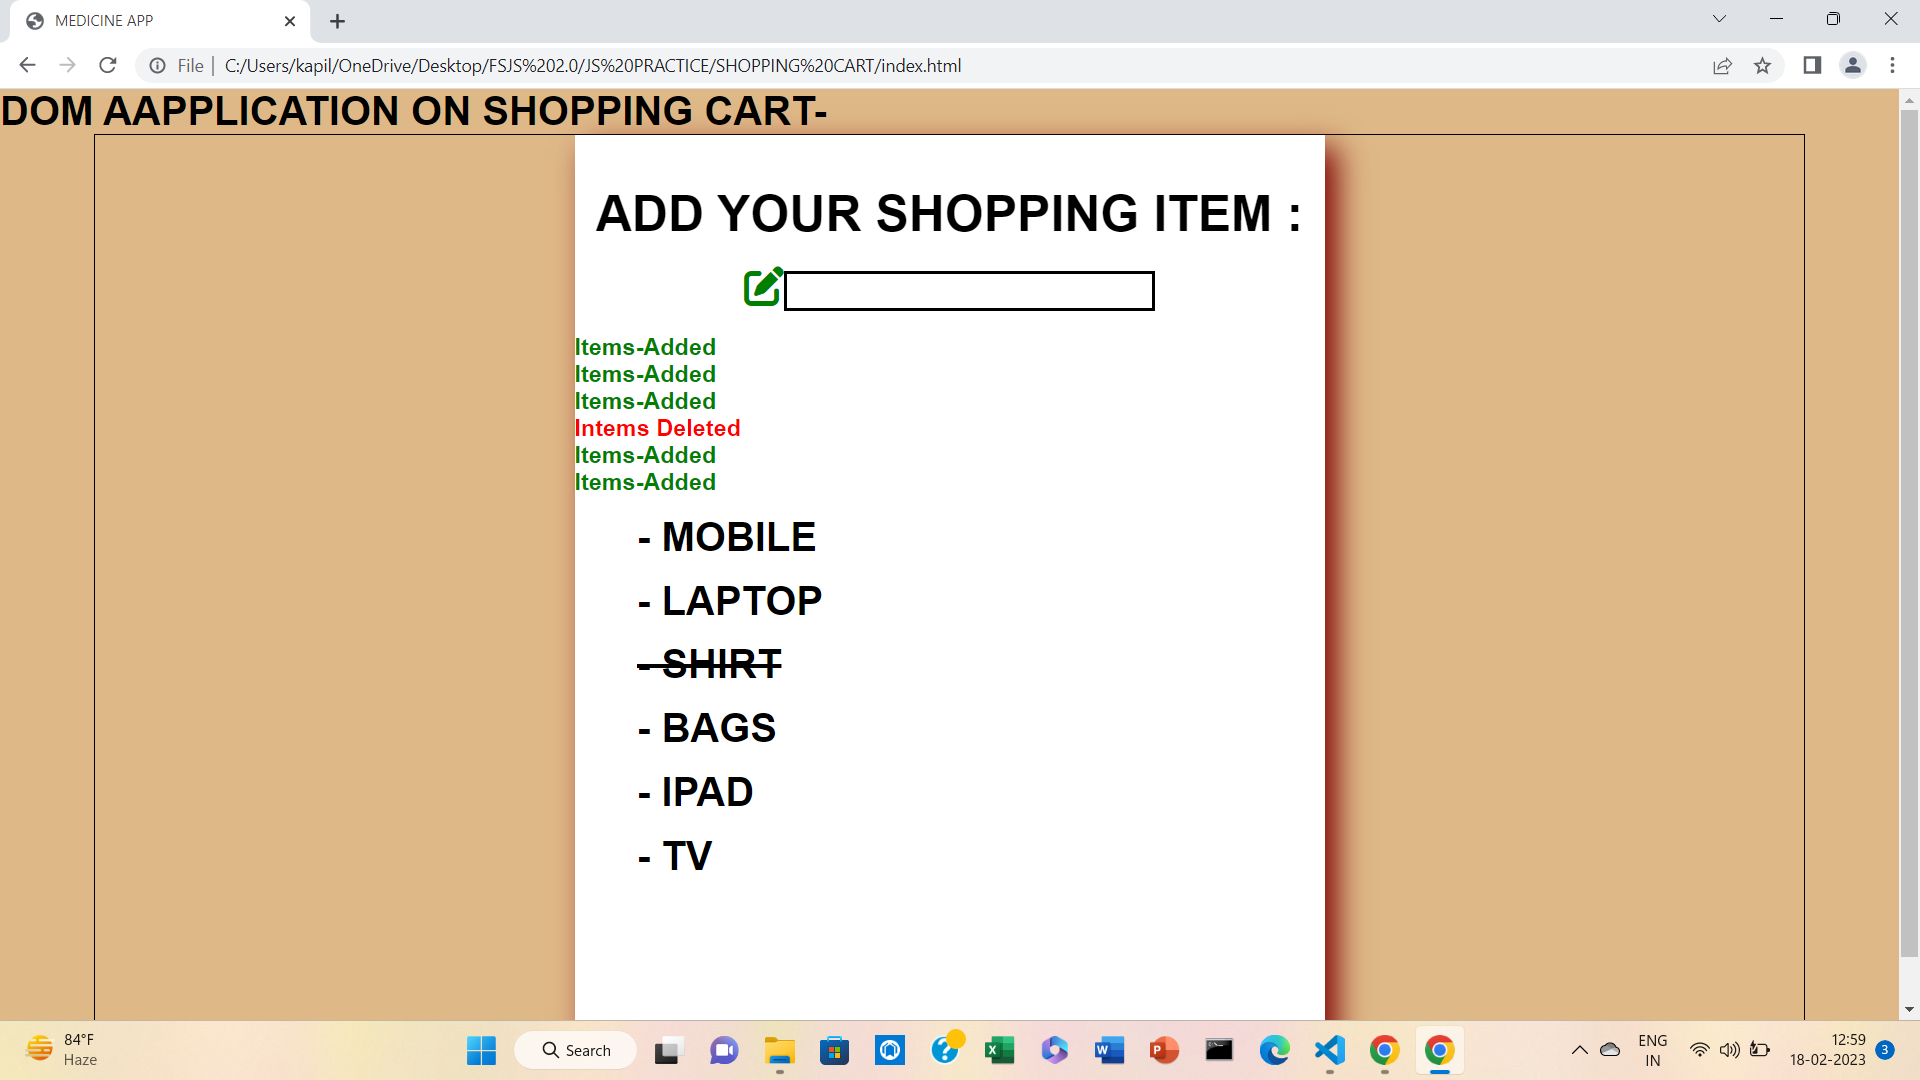 MEDICINE APP
File
C:/Users/kapil/OneDrive/Desktop/FSJS%202.0/JS%20PRACTICE/SHOPPING%20CART/index.html
DOM AAPPLICATION ON SHOPPING CART-
ADD YOUR SHOPPING ITEM :
Items-Added
Items-Added
Items-Added
Intems Deleted
Items-Added
Items-Added
- MOBILE
- LAPTOP
- SHIRT
- BAGS
- IPAD
- TV
84°F
Haze
Search
ENG
IN
12:59
18-02-2023
3